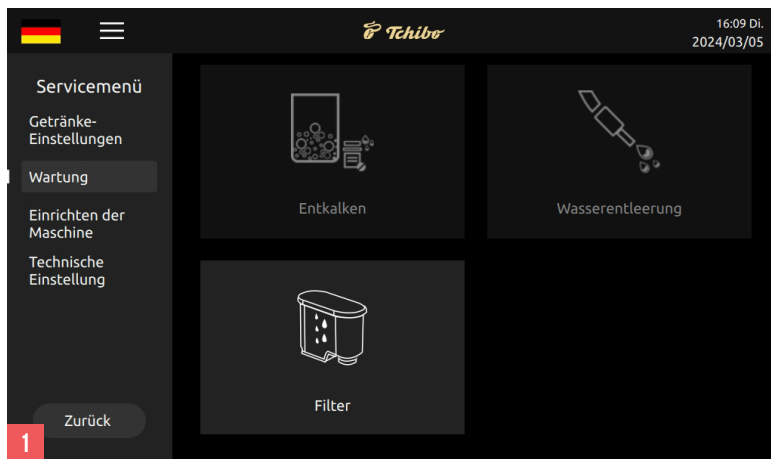 Tchibo
16:09 Di.
2024/03/05
Servicemenü
Getränke-
Einstellungen
Wartung
Einrichten der
Maschine
Technische
Einstellung
Zurück
1
Entkalken
Wasserentleerung
Filter